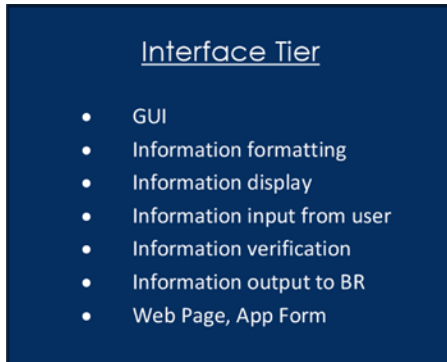 Interface Tier
• GUI
• Information formatting
• Information display
• Information input from user
• Information verification
• Information output to BR
• Web Page, App Form